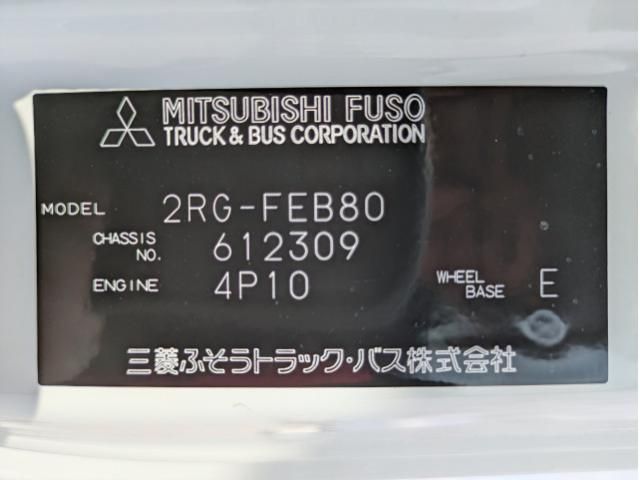 MITSUBISHI FUSO
TRUCK & BUS CORPORATION
MODEL 2RG-FEB80
CHASSIS NO. 612309
ENGINE 4P10 WHEEL BASE E
三菱ふそうトラック・バス株式会社